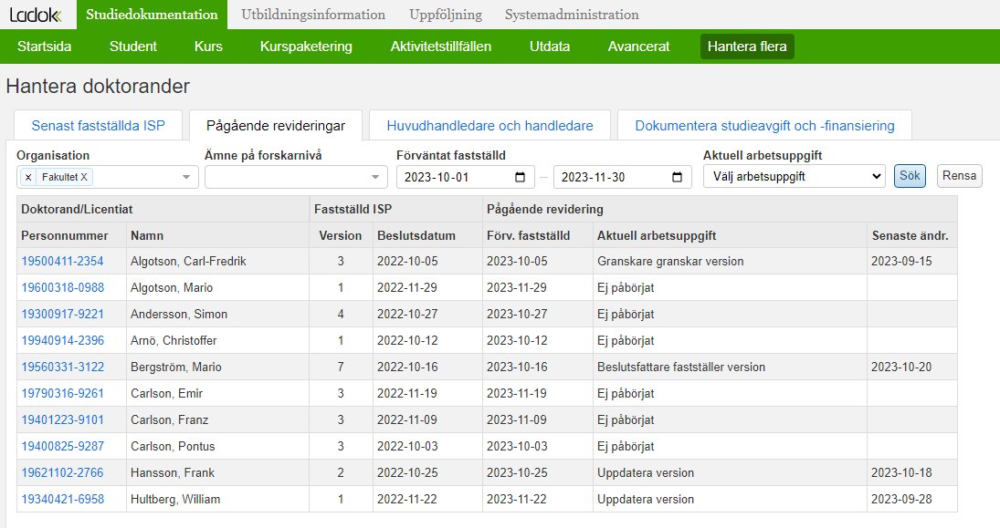 Ladok Studiedokumentation Utbildningsinformation Uppföljning Systemadministration
Startsida Student Kurs Kurspaketering Aktivitetstillfällen Utdata Avancerat Hantera flera
Hantera doktorander
Senast fastställda ISP Pågående revideringar Huvudhandledare och handledare Dokumentera studieavgift och -finansiering
Organisation Ämne på forskarnivå Förväntat fastställd Aktuell arbetsuppgift
x Fakultet X 2023-10-01 – 2023-11-30 Välj arbetsuppgift Sök Rensa
Doktorand/Licentiat Fastställd ISP Pågående revidering
Personnummer Namn Version Beslutsdatum Förv. fastställd Aktuell arbetsuppgift Senaste ändr.
19500411-2354 Algotson, Carl-Fredrik 3 2022-10-05 2023-10-05 Granskare granskar version 2023-09-15
19600318-0988 Algotson, Mario 1 2022-11-29 2023-11-29 Ej påbörjat
19300917-9221 Andersson, Simon 4 2022-10-27 2023-10-27 Ej påbörjat
19940914-2396 Arnö, Christoffer 1 2022-10-12 2023-10-12 Ej påbörjat
19560331-3122 Bergström, Mario 7 2022-10-16 2023-10-16 Beslutsfattare fastställer version 2023-10-20
19790316-9261 Carlson, Emir 3 2022-11-19 2023-11-19 Ej påbörjat
19401223-9101 Carlson, Franz 3 2022-11-09 2023-11-09 Ej påbörjat
19400825-9287 Carlson, Pontus 3 2022-10-03 2023-10-03 Ej påbörjat
19621102-2766 Hansson, Frank 2 2022-10-25 2023-10-25 Uppdatera version 2023-10-18
19340421-6958 Hultberg, William 1 2022-11-22 2023-11-22 Uppdatera version 2023-09-28